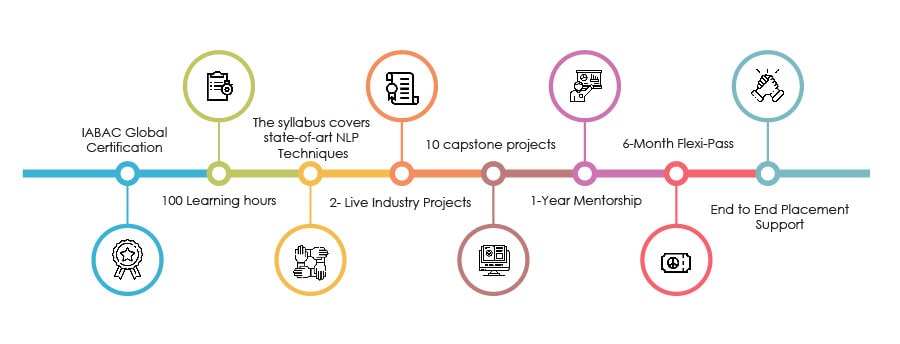 IABAC Global
Certification
100 Learning hours
The syllabus covers
state-of-art NLP
Techniques
2- Live Industry Projects
10 capstone projects
1-Year Mentorship
6-Month Flexi-Pass
End to End Placement
Support